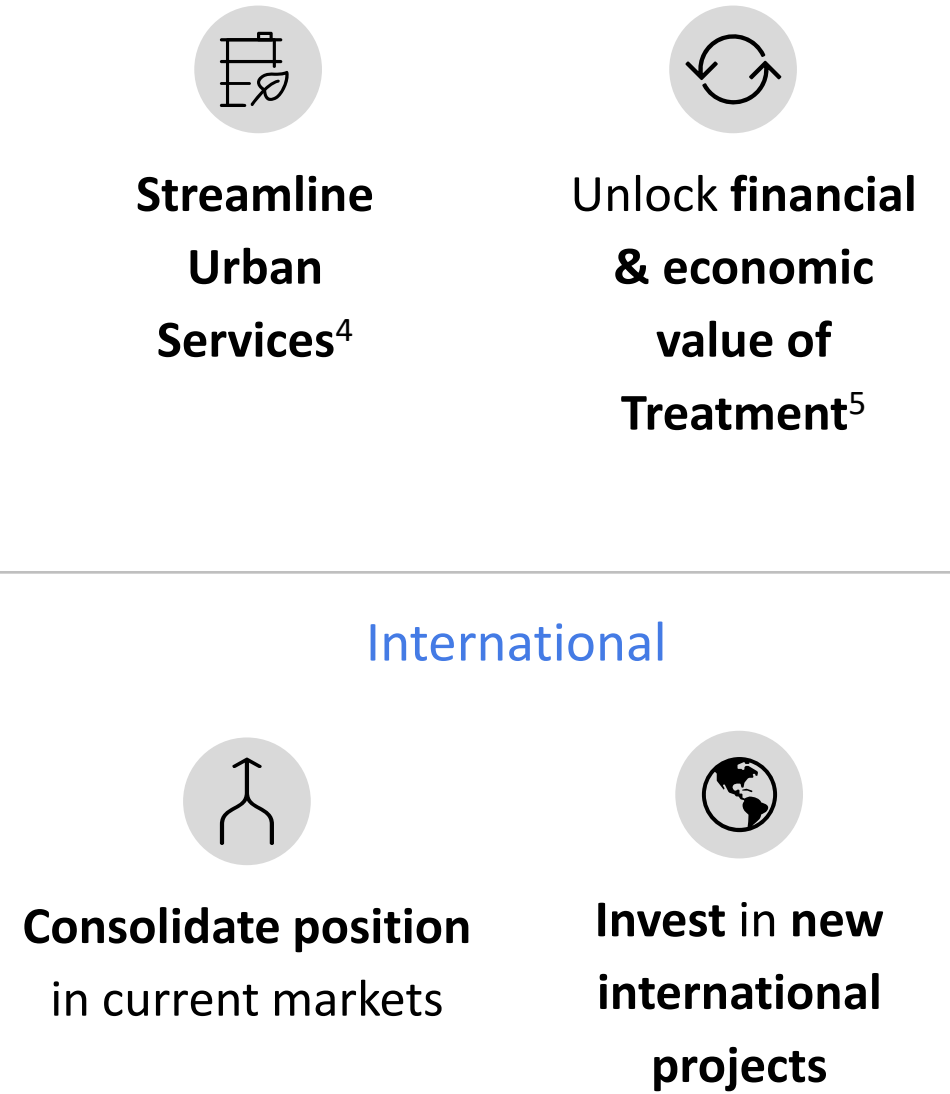 Streamline
Urban
Services⁴
Unlock financial
& economic
value of
Treatment⁵
International
Consolidate position
in current markets
Invest in new
international
projects